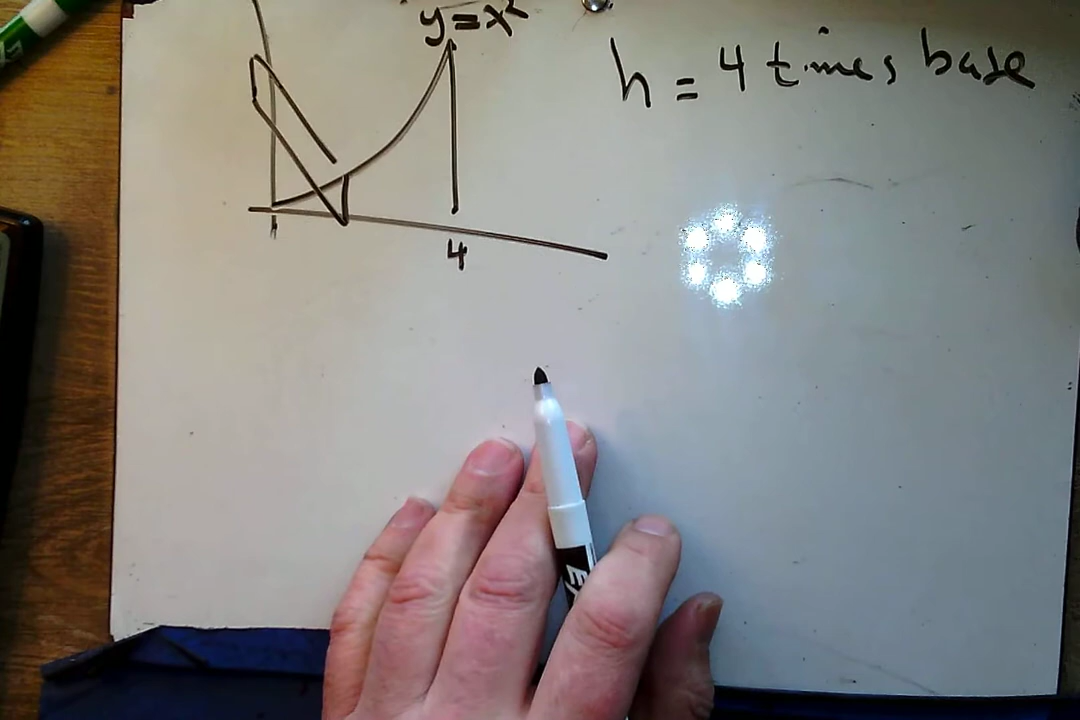 y=x²
h = 4 times base
4